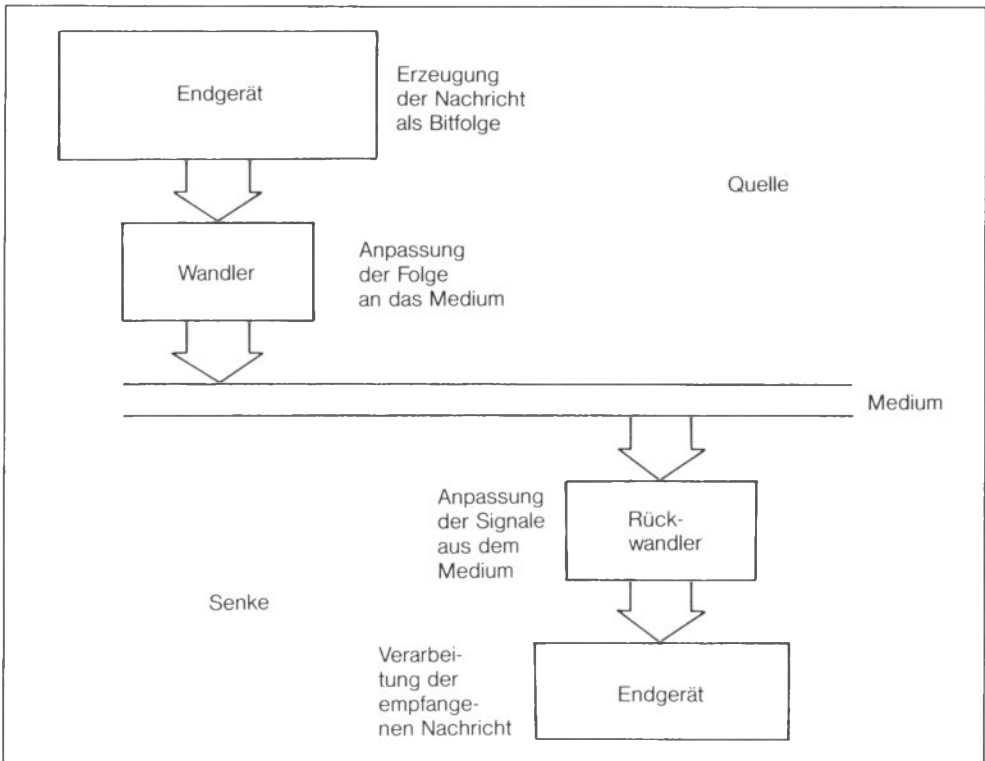 Endgerät
Erzeugung
der Nachricht
als Bitfolge
Quelle
Wandler
Anpassung
der Folge
an das Medium
Medium
Anpassung
der Signale
aus dem
Medium
Rück-
wandler
Senke
Verarbei-
tung der
empfange-
nen Nachricht
Endgerät